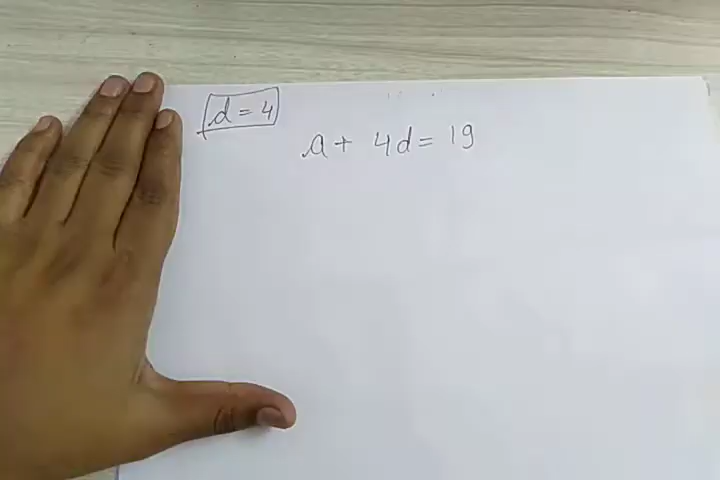 d = 4
a + 4d = 19